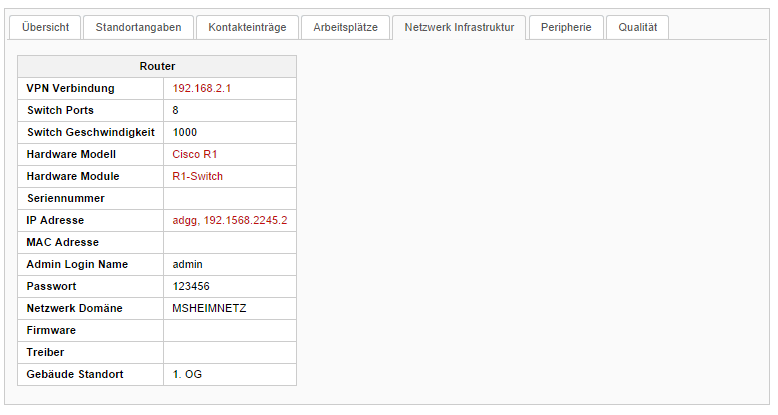 Übersicht Standortangaben Kontakteinträge Arbeitsplätze Netzwerk Infrastruktur Peripherie Qualität
Router
VPN Verbindung 192.168.2.1
Switch Ports 8
Switch Geschwindigkeit 1000
Hardware Modell Cisco R1
Hardware Module R1-Switch
Seriennummer
IP Adresse adgg, 192.1568.2245.2
MAC Adresse
Admin Login Name admin
Passwort 123456
Netzwerk Domäne MSHEIMNETZ
Firmware
Treiber
Gebäude Standort 1. OG